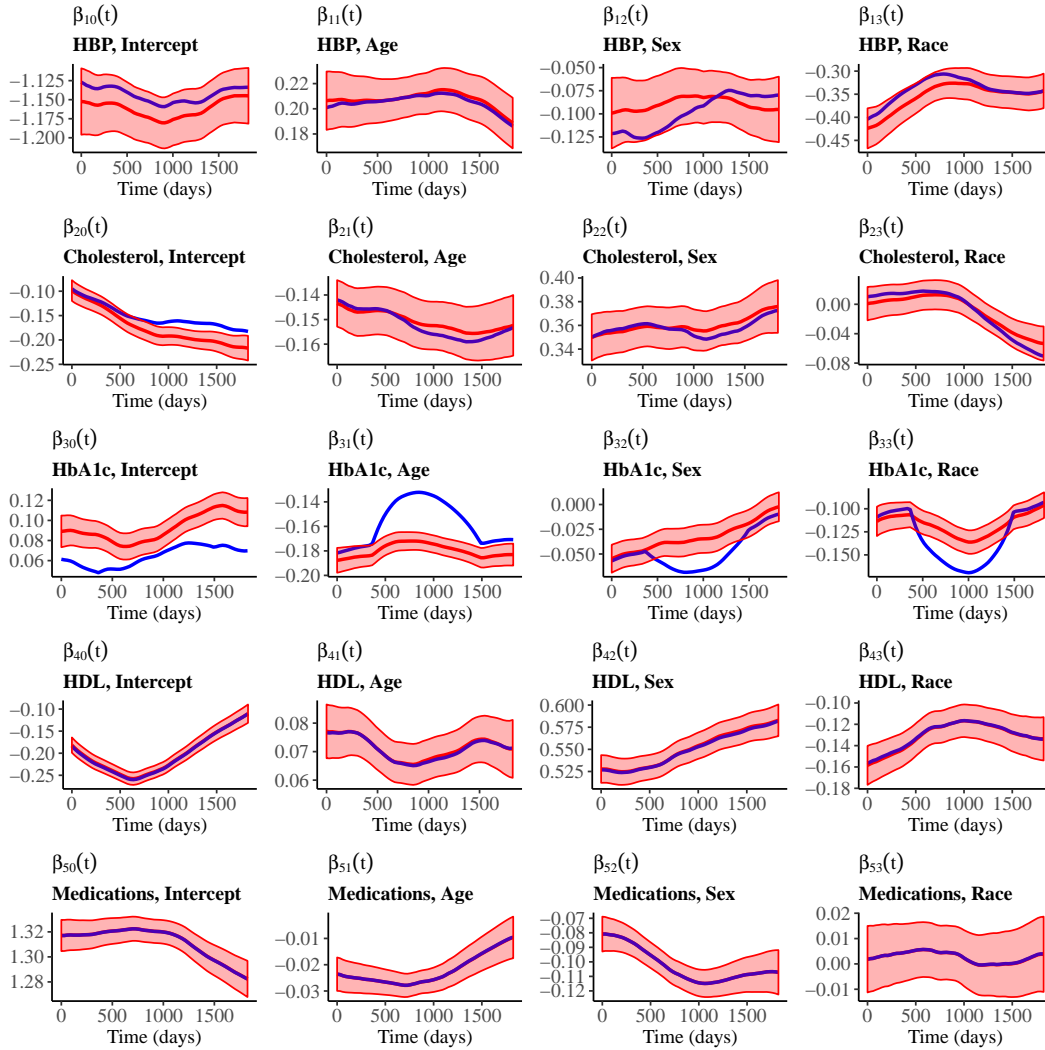 β10(t)
HBP, Intercept
−1.125
−1.150
−1.175
−1.200
0 500 1000 1500
Time (days)
β11(t)
HBP, Age
0.22
0.20
0.18
0 500 1000 1500
Time (days)
β12(t)
HBP, Sex
−0.050
−0.075
−0.100
−0.125
0 500 1000 1500
Time (days)
β13(t)
HBP, Race
−0.30
−0.35
−0.40
−0.45
0 500 1000 1500
Time (days)
β20(t)
Cholesterol, Intercept
−0.10
−0.15
−0.20
−0.25
0 500 1000 1500
Time (days)
β21(t)
Cholesterol, Age
−0.14
−0.15
−0.16
0 500 1000 1500
Time (days)
β22(t)
Cholesterol, Sex
0.40
0.38
0.36
0.34
0 500 1000 1500
Time (days)
β23(t)
Cholesterol, Race
0.00
−0.04
−0.08
0 500 1000 1500
Time (days)
β30(t)
HbA1c, Intercept
0.12
0.10
0.08
0.06
0 500 1000 1500
Time (days)
β31(t)
HbA1c, Age
−0.14
−0.16
−0.18
−0.20
0 500 1000 1500
Time (days)
β32(t)
HbA1c, Sex
0.000
−0.025
−0.050
0 500 1000 1500
Time (days)
β33(t)
HbA1c, Race
−0.100
−0.125
−0.150
0 500 1000 1500
Time (days)
β40(t)
HDL, Intercept
−0.10
−0.15
−0.20
−0.25
0 500 1000 1500
Time (days)
β41(t)
HDL, Age
0.08
0.07
0.06
0 500 1000 1500
Time (days)
β42(t)
HDL, Sex
0.600
0.575
0.550
0.525
0 500 1000 1500
Time (days)
β43(t)
HDL, Race
−0.10
−0.12
−0.14
−0.16
−0.18
0 500 1000 1500
Time (days)
β50(t)
Medications, Intercept
1.32
1.30
1.28
0 500 1000 1500
Time (days)
β51(t)
Medications, Age
−0.01
−0.02
−0.03
0 500 1000 1500
Time (days)
β52(t)
Medications, Sex
−0.07
−0.08
−0.09
−0.10
−0.11
−0.12
0 500 1000 1500
Time (days)
β53(t)
Medications, Race
0.02
0.01
0.00
−0.01
0 500 1000 1500
Time (days)